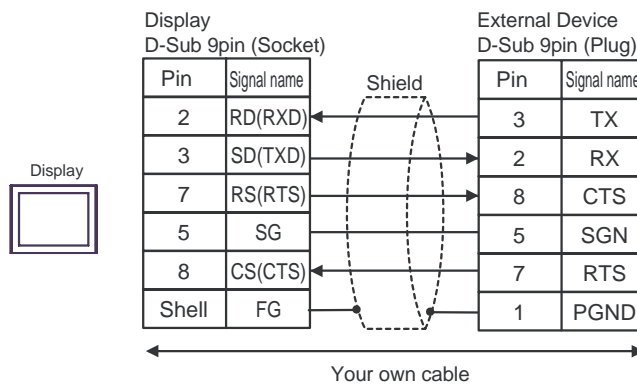 Display
D-Sub 9pin (Socket)
External Device
D-Sub 9pin (Plug)
Pin Signal name
Shield
Pin Signal name
2 RD(RXD) 3 TX
3 SD(TXD) 2 RX
Display
7 RS(RTS) 8 CTS
5 SG 5 SGN
8 CS(CTS) 7 RTS
Shell FG 1 PGND
Your own cable